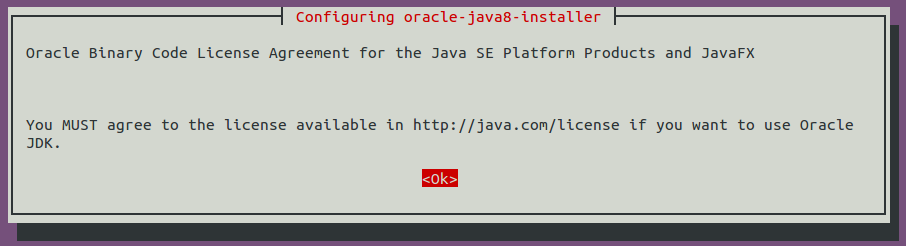 Configuring oracle-java8-installer
Oracle Binary Code License Agreement for the Java SE Platform Products and JavaFX
You MUST agree to the license available in http://java.com/license if you want to use Oracle
JDK.
<Ok>